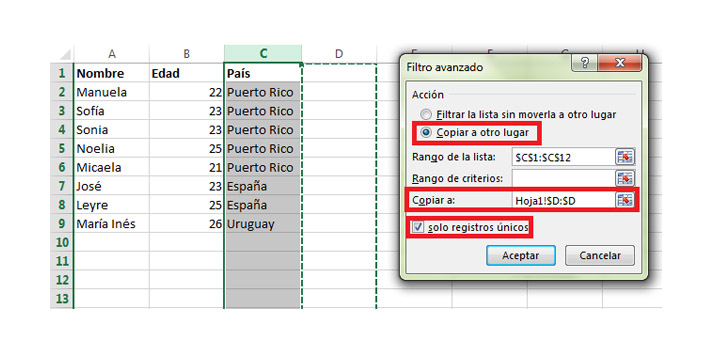 A B C D
1 Nombre Edad País
2 Manuela 22 Puerto Rico
3 Sofía 23 Puerto Rico
4 Sonia 23 Puerto Rico
5 Noelia 25 Puerto Rico
6 Micaela 21 Puerto Rico
7 José 23 España
8 Leyre 25 España
9 María Inés 26 Uruguay
10
11
12
13
Filtro avanzado
Acción
Filtrar la lista sin moverla a otro lugar
Copiar a otro lugar
Rango de la lista: $C$1:$C$12
Rango de criterios:
Copiar a: Hoja1!$D:$D
Solo registros únicos
Aceptar Cancelar